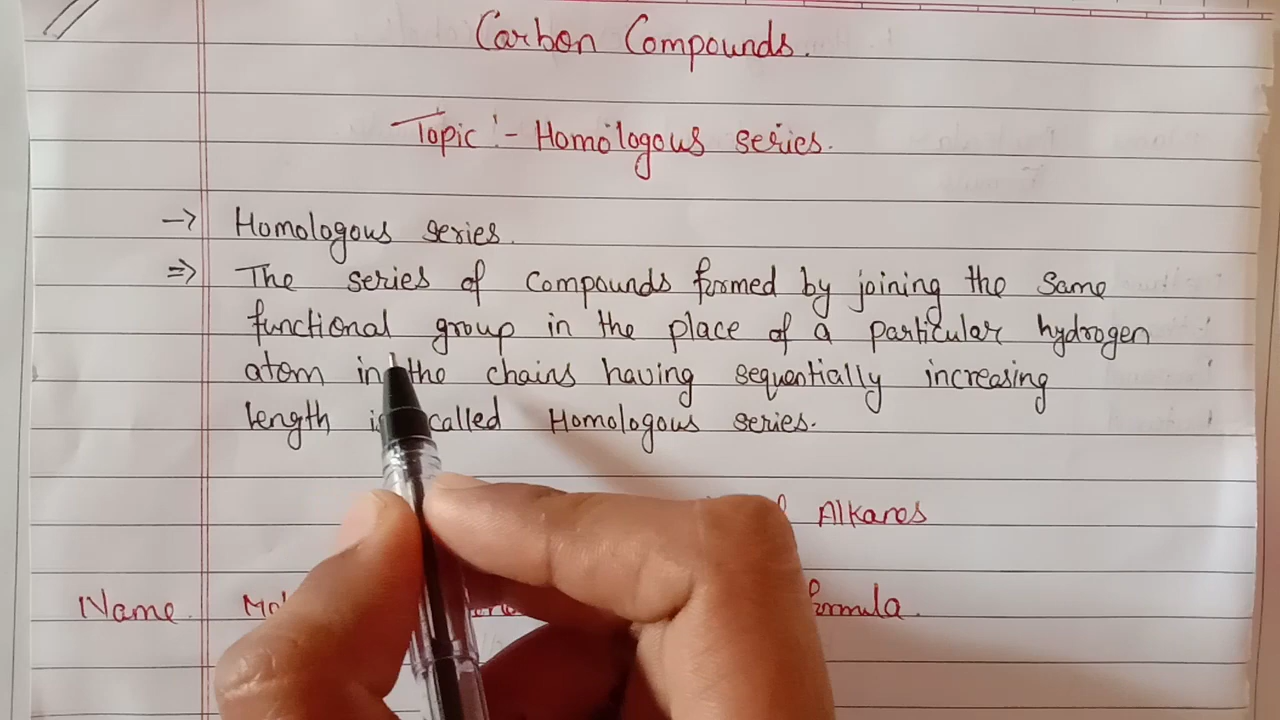 Carbon Compounds.
Topic :- Homologous series.
→ Homologous series.
⇒ The series of compounds formed by joining the same
functional group in the place of a particular hydrogen
atom in the chains having sequentially increasing
length called Homologous series.
Alkanes
Name formula.